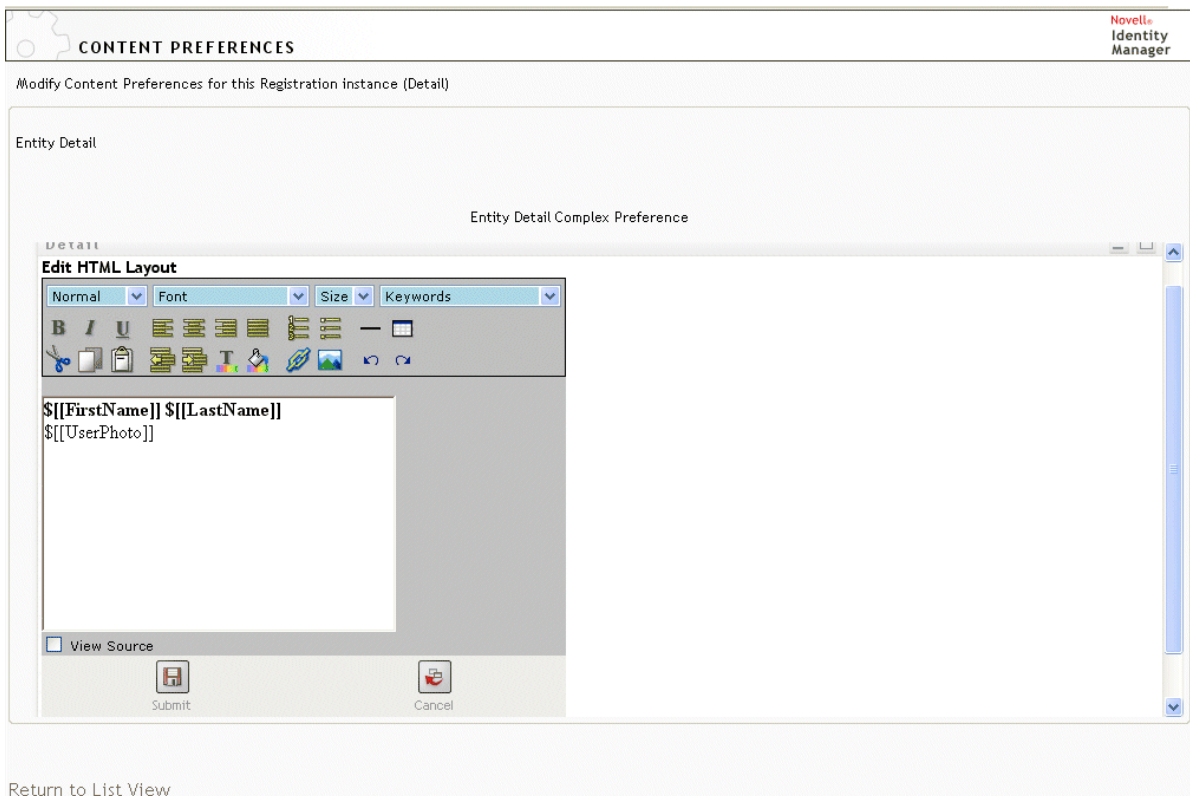 Novell®
Identity
Manager
CONTENT PREFERENCES
Modify Content Preferences for this Registration instance (Detail)
Entity Detail
Entity Detail Complex Preference
Detail
Edit HTML Layout
Normal Font Size Keywords
B I U
T
$[[FirstName]] $[[LastName]]
$[[UserPhoto]]
View Source
Submit Cancel
Return to List View